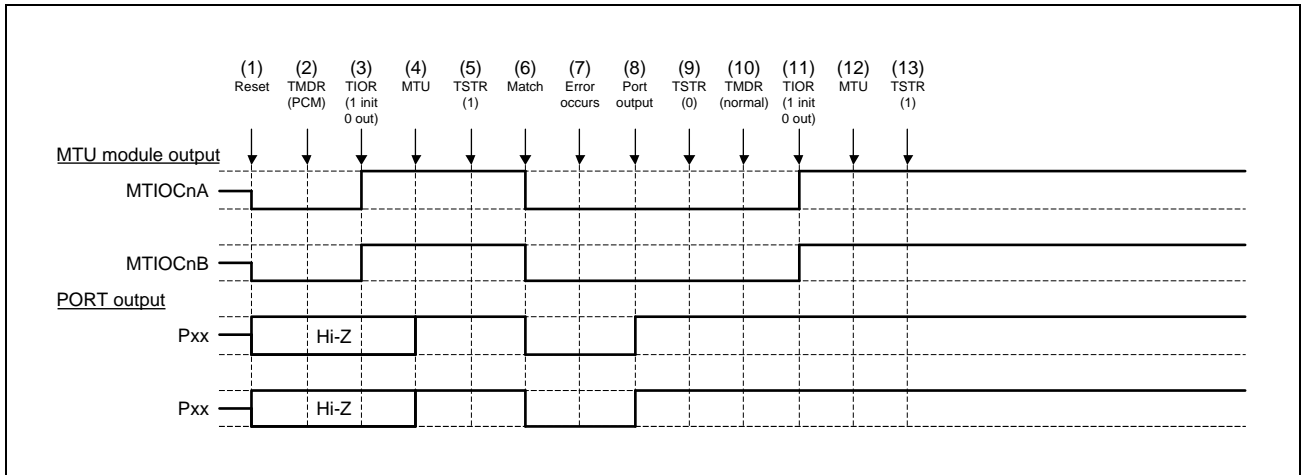 (1) (2) (3) (4) (5) (6) (7) (8) (9) (10) (11) (12) (13)
Reset TMDR TIOR MTU TSTR Match Error Port TSTR TMDR TIOR MTU TSTR
(PCM) (1 init (1) occurs output (0) (normal) (1 init (1)
0 out) 0 out)
MTU module output
MTIOCnA
MTIOCnB
PORT output
Pxx Hi-Z
Pxx Hi-Z